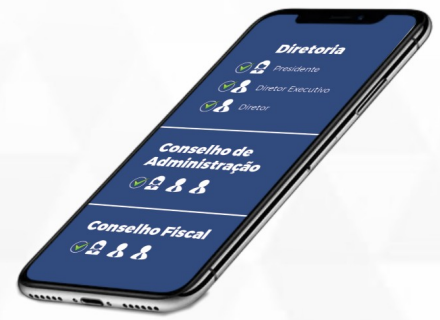 Diretoria
Presidente
Diretor Executivo
Diretor
Conselho de
Administração
Conselho Fiscal